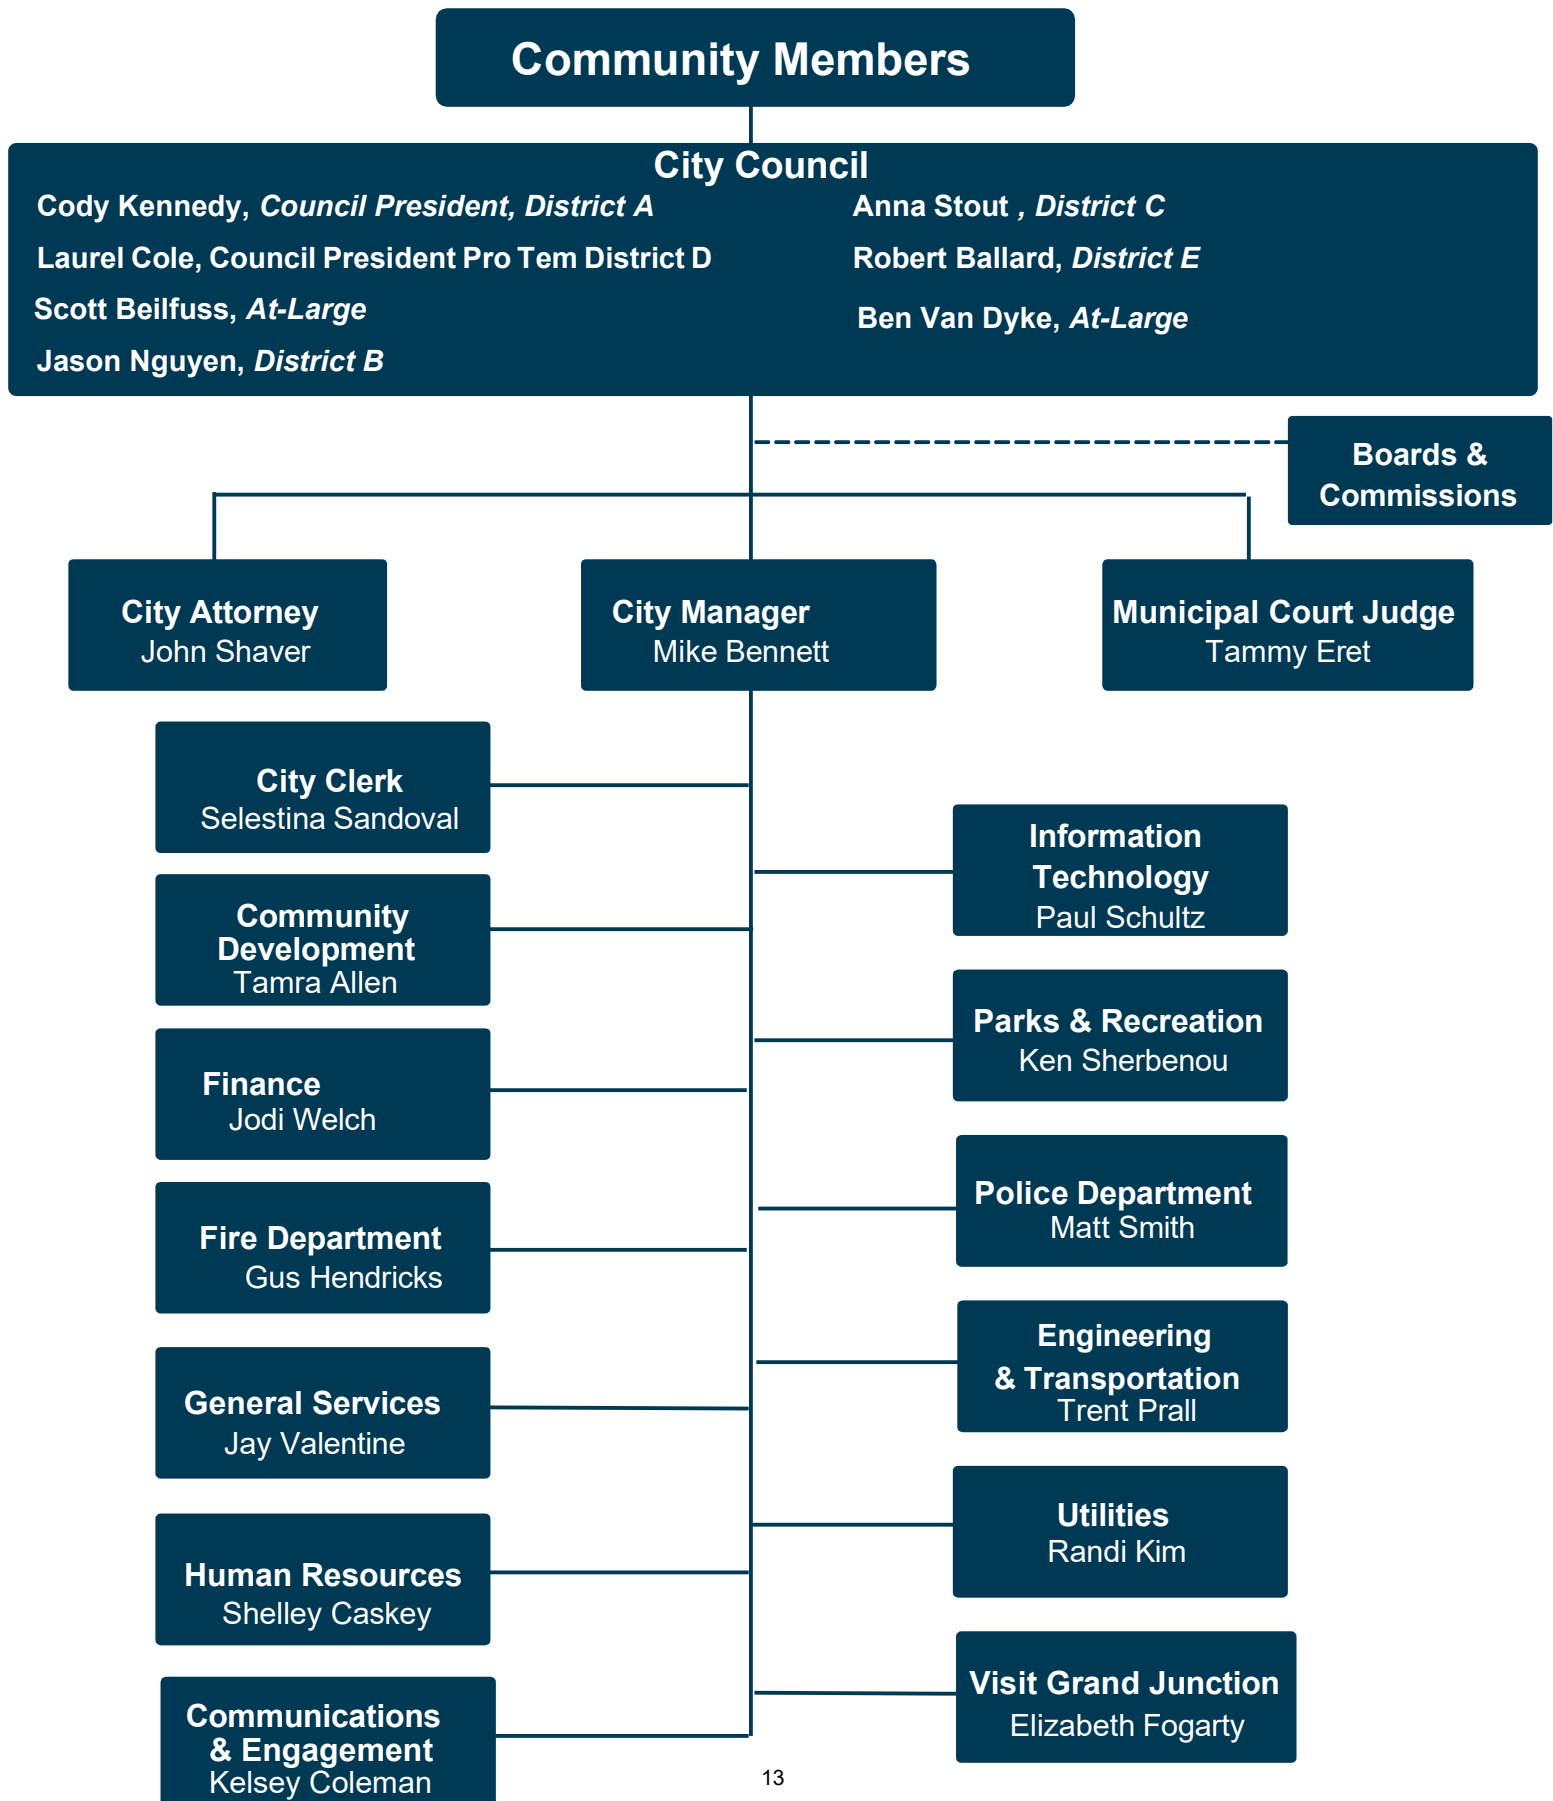 Community Members
City Council
Cody Kennedy, Council President, District A
Laurel Cole, Council President Pro Tem District D
Scott Beilfuss, At-Large
Jason Nguyen, District B
Anna Stout , District C
Robert Ballard, District E
Ben Van Dyke, At-Large
Boards &
Commissions
City Attorney
John Shaver
City Manager
Mike Bennett
Municipal Court Judge
Tammy Eret
City Clerk
Selestina Sandoval
Community
Development
Tamra Allen
Finance
Jodi Welch
Fire Department
Gus Hendricks
General Services
Jay Valentine
Human Resources
Shelley Caskey
Communications
& Engagement
Kelsey Coleman
Information
Technology
Paul Schultz
Parks & Recreation
Ken Sherbenou
Police Department
Matt Smith
Engineering
& Transportation
Trent Prall
Utilities
Randi Kim
Visit Grand Junction
Elizabeth Fogarty
13